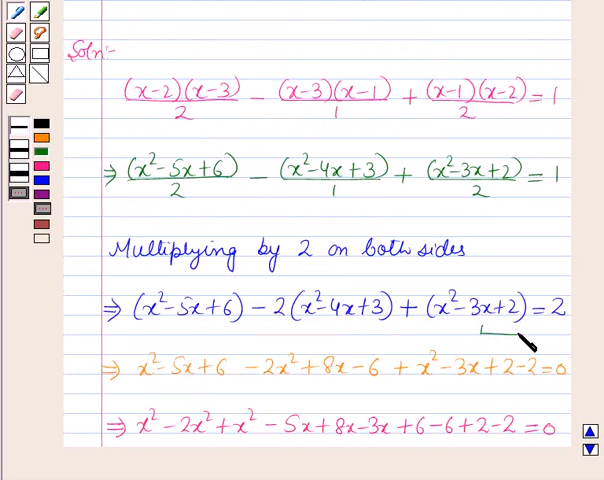 Soln:-
(x-2)(x-3)/2 - (x-3)(x-1)/1 + (x-1)(x-2)/2 = 1
⇒ (x²-5x+6)/2 - (x²-4x+3)/1 + (x²-3x+2)/2 = 1
Multiplying by 2 on both sides
⇒ (x²-5x+6) - 2(x²-4x+3) + (x²-3x+2) = 2
⇒ x²-5x+6 -2x²+8x-6 + x²-3x+2-2=0
⇒ x²-2x²+x²-5x+8x-3x+6-6+2-2=0